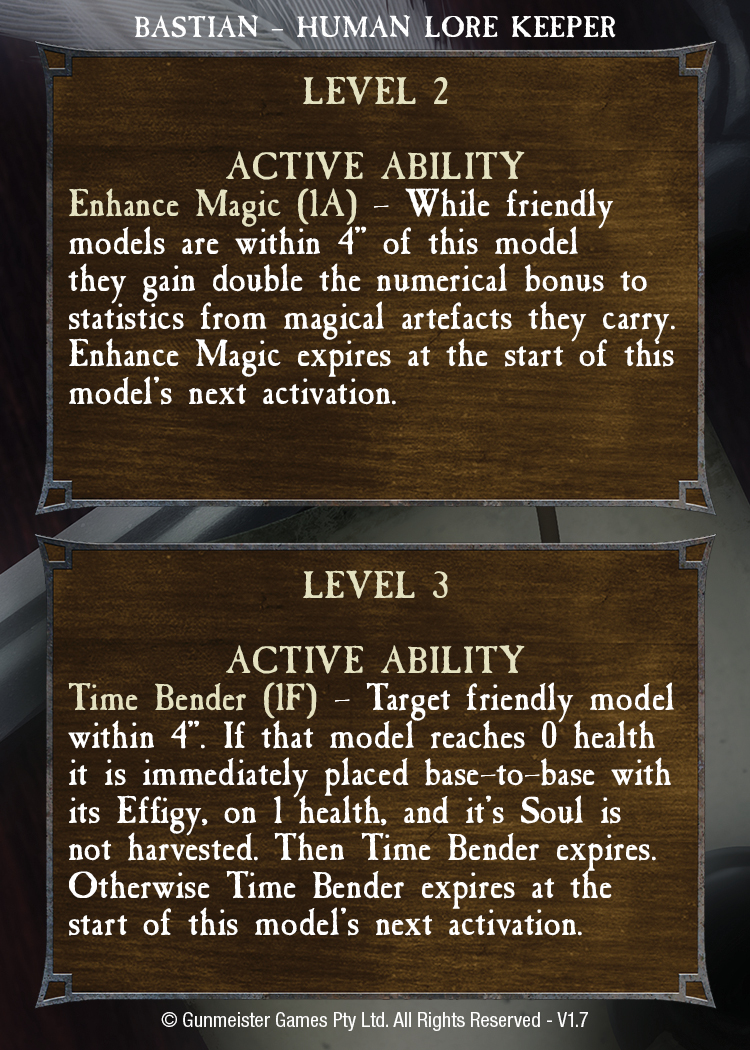 BASTIAN - HUMAN LORE KEEPER
LEVEL 2
ACTIVE ABILITY
Enhance Magic (1A) – While friendly
models are within 4” of this model
they gain double the numerical bonus to
statistics from magical artefacts they carry.
Enhance Magic expires at the start of this
model’s next activation.
LEVEL 3
ACTIVE ABILITY
Time Bender (1F) – Target friendly model
within 4”. If that model reaches 0 health
it is immediately placed base-to-base with
its Effigy, on 1 health, and it’s Soul is
not harvested. Then Time Bender expires.
Otherwise Time Bender expires at the
start of this model’s next activation.
© Gunmeister Games Pty Ltd. All Rights Reserved - V1.7